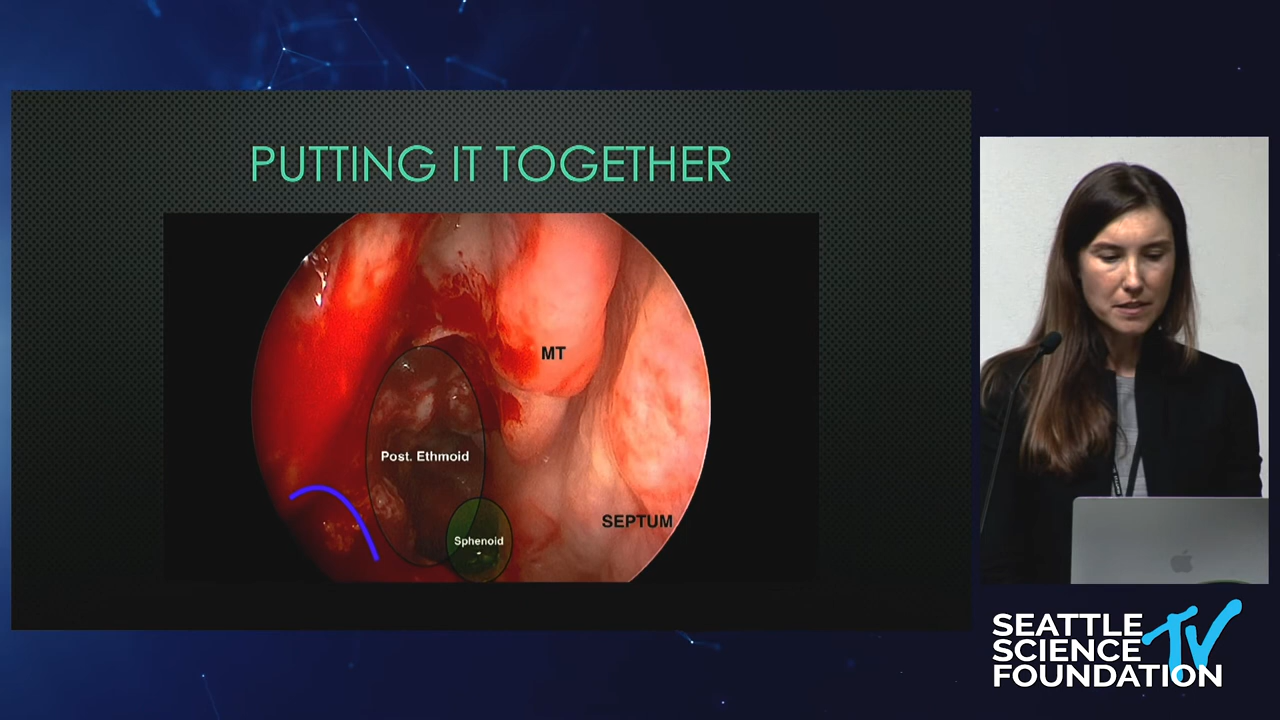 PUTTING IT TOGETHER
MT
Post. Ethmoid
SEPTUM
Sphenoid
SEATTLE
SCIENCE
FOUNDATION
TV